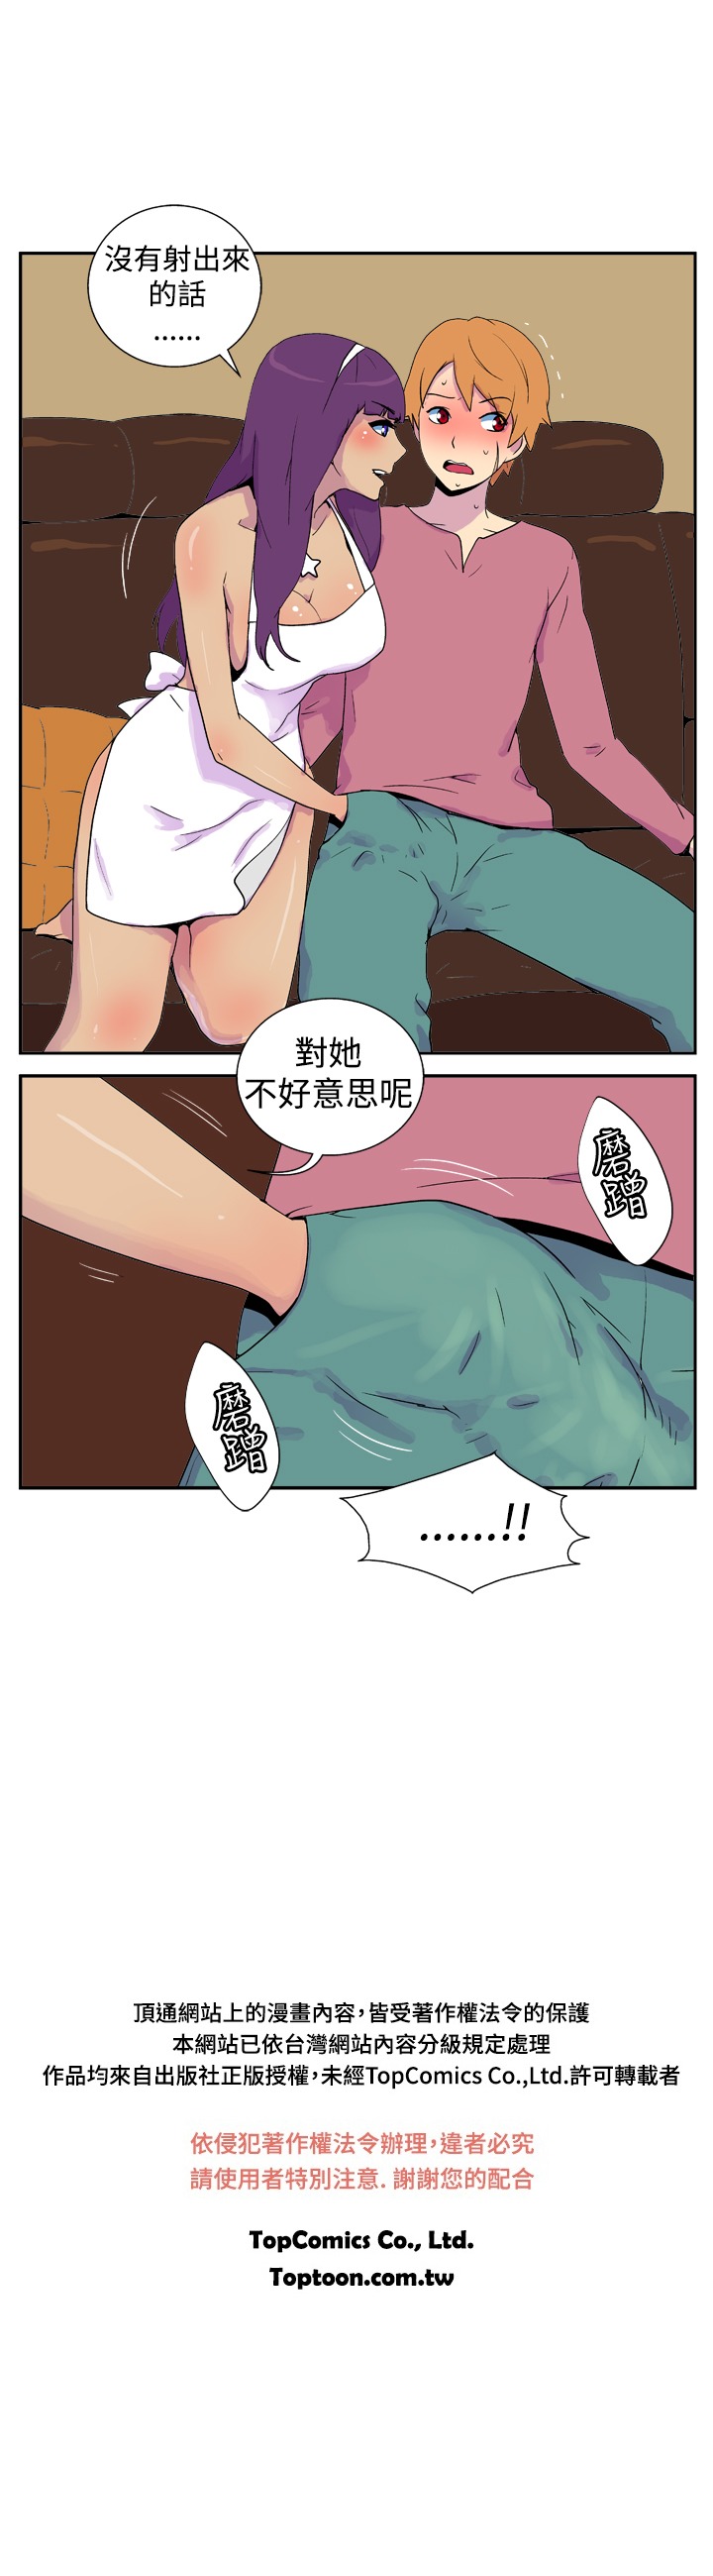 沒有射出來
的話
......
對她
不好意思呢
磨蹭
磨蹭
.......!!
頂通網站上的漫畫內容，皆受著作權法令的保護
本網站已依台灣網站內容分級規定處理
作品均來自出版社正版授權，未經TopComics Co.,Ltd.許可轉載者
依侵犯著作權法令辦理，違者必究
請使用者特別注意. 謝謝您的配合
TopComics Co., Ltd.
Toptoon.com.tw